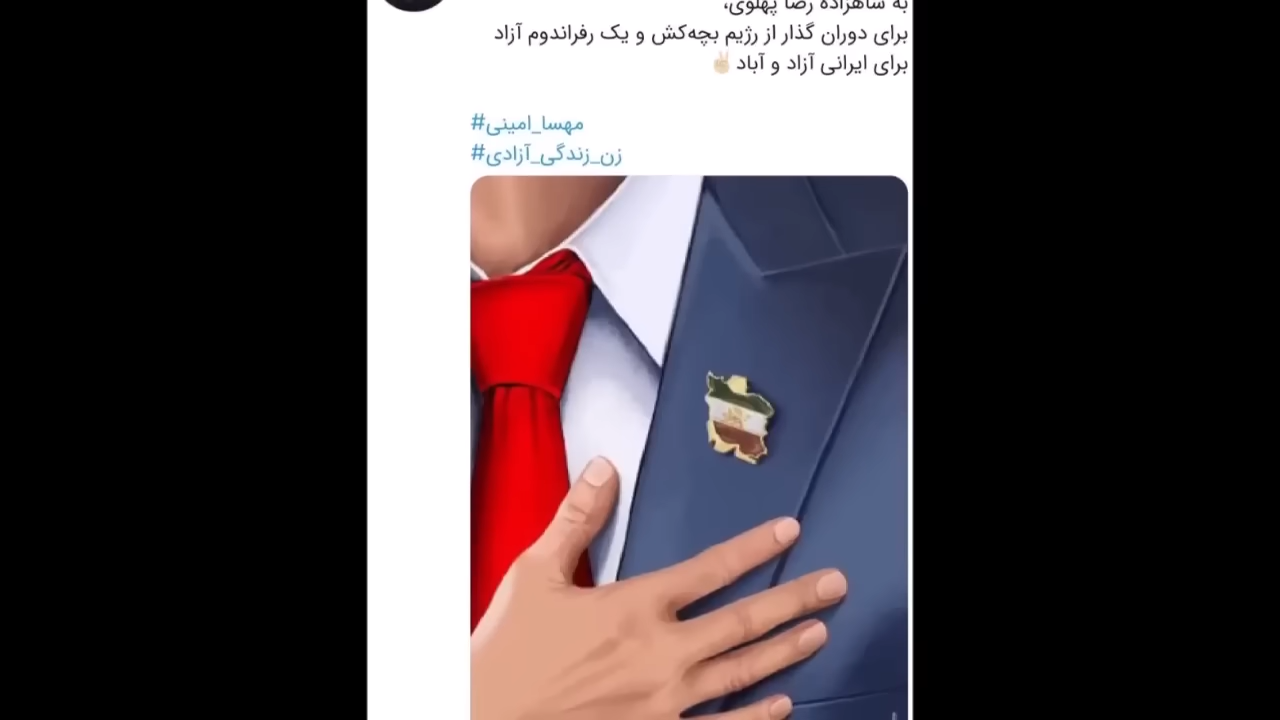 به شاهزاده رضا پهلوی،
برای دوران گذار از رژیم بچه‌کش و یک رفراندوم آزاد
برای ایرانی آزاد و آباد✌🏼
#مهسا_امینی
#زن_زندگی_آزادی